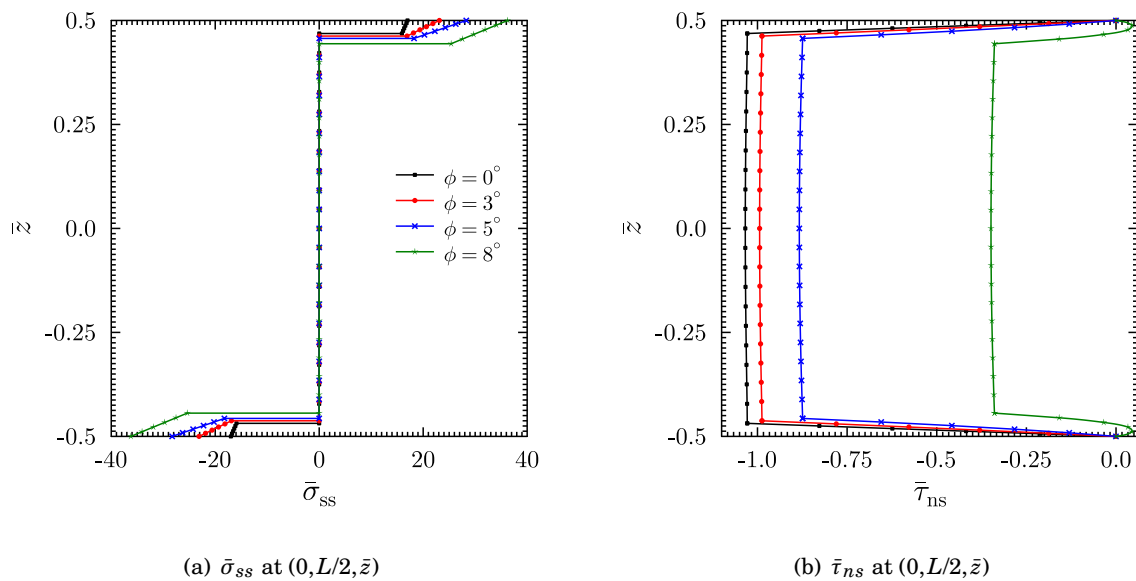 0.5
0.25
0.0
-0.25
-0.5
z̄
-40 -20 0 20 40
σ̄ss
ϕ = 0°
ϕ = 3°
ϕ = 5°
ϕ = 8°
(a) σ̄ss at (0,L/2,z̄)
0.5
0.25
0.0
-0.25
-0.5
z̄
-1.0 -0.75 -0.5 -0.25 0.0
τ̄ns
(b) τ̄ns at (0,L/2,z̄)